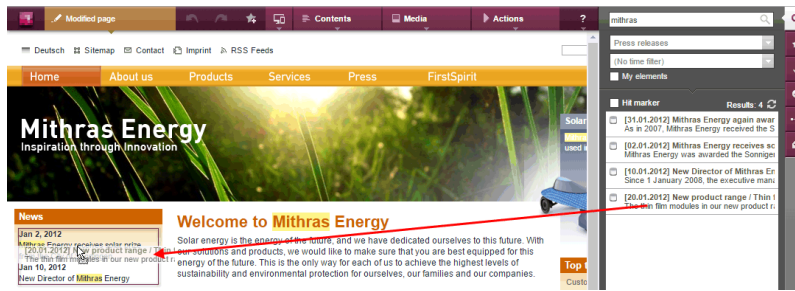 Modified page
Contents
Media
Actions
?
mithras
Deutsch Sitemap Contact Imprint RSS Feeds
Press releases
(No time filter)
My elements
Home About us Products Services Press FirstSpirit
Hit marker Results: 4
Mithras Energy
Inspiration through Innovation
Solar
used i
[31.01.2012] Mithras Energy again awar
As in 2007, Mithras Energy received the S
[02.01.2012] Mithras Energy receives sc
Mithras Energy was awarded the Sonnige
[10.01.2012] New Director of Mithras En
Since 1 January 2008, the executive mana
[20.01.2012] New product range / Thin f
The thin film modules in our new product ra
News
Jan 2, 2012
Mithras Energy receives solar prize
[20.01.2012] New product range / Thin
The thin film modules in our new product r
Jan 10, 2012
New Director of Mithras Energy
Welcome to Mithras Energy
Solar energy is the energy of the future, and we have dedicated ourselves to this future. With
our solutions and products, we would like to make sure that you are best equipped for this
energy of the future. This is the only way for each of us to achieve the highest levels of
sustainability and environmental protection for ourselves, our families and our companies.
Top
Custo